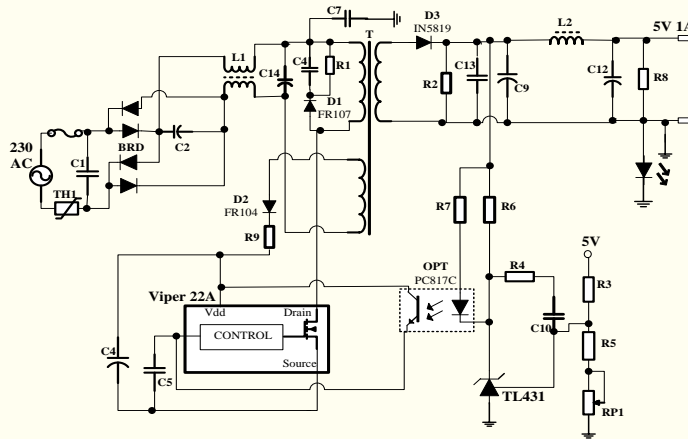 C7
D3
IN5819
L2
5V 1A
T
L1
C14
C4
R1
D1
FR107
R2
C13
C9
C12
R8
230
AC
BRD
C2
C1
TH1
D2
FR104
R9
R7
R6
OPT
PC817C
R4
5V
R3
C10
R5
RP1
TL431
Viper 22A
Vdd
Drain
CONTROL
Source
C4
C5